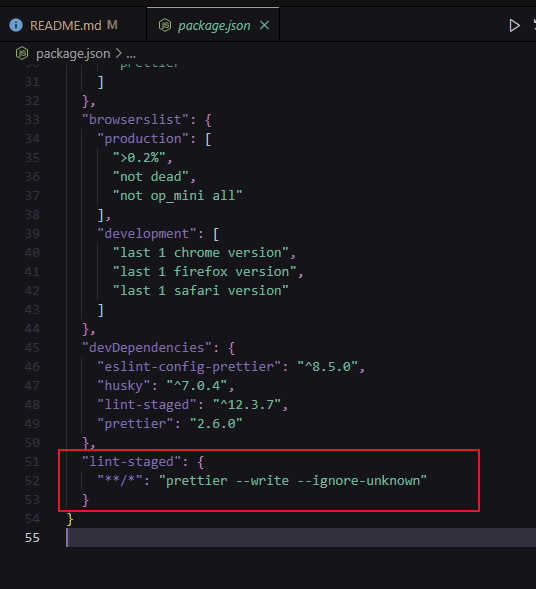 README.md M
package.json
package.json > ...
31 ]
32 },
33 "browserslist": {
34 "production": [
35 ">0.2%",
36 "not dead",
37 "not op_mini all"
38 ],
39 "development": [
40 "last 1 chrome version",
41 "last 1 firefox version",
42 "last 1 safari version"
43 ]
44 },
45 "devDependencies": {
46 "eslint-config-prettier": "^8.5.0",
47 "husky": "^7.0.4",
48 "lint-staged": "^12.3.7",
49 "prettier": "2.6.0"
50 },
51 "lint-staged": {
52 "**/*": "prettier --write --ignore-unknown"
53 }
54 }
55